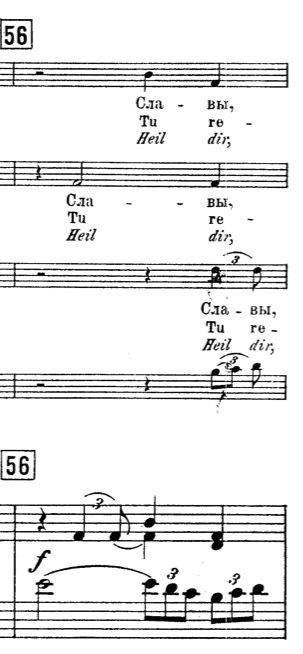 56
Сла - вы,
Tu re -
Heil dir,
Сла - - вы,
Tu re -
Heil dir,
3
Сла - вы,
Tu re -
Heil dir,
3
56
3
f
3 3